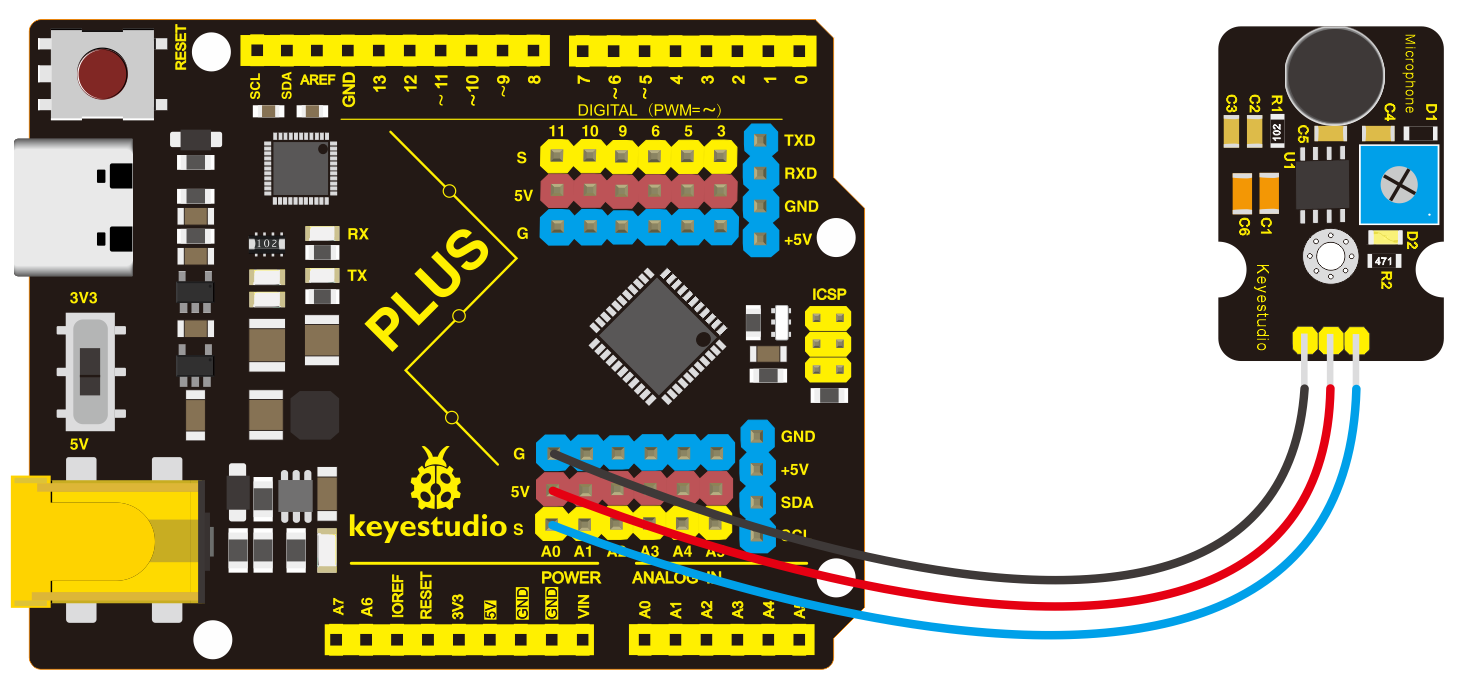 RESET
SCL SDA AREF GND 13 12 ~11 ~10 ~9 8 7 ~6 ~5 4 3 2 1 0
DIGITAL (PWM=~)
11 10 9 6 5 3
S
5V
G
TXD
RXD
GND
+5V
102
RX
TX
PLUS
3V3
5V
ICSP
G
5V
S
GND
+5V
SDA
keyestudio
A0 A1 A3 A4
POWER
ANALOG IN
A7 A6 IOREF RESET 3V3 5V GND GND VIN
A0 A1 A2 A3 A4 A5
Microphone
C3 C2 R1 C5 C4 D1
102
U1
C6 C1
D2
471
R2
Keyestudio